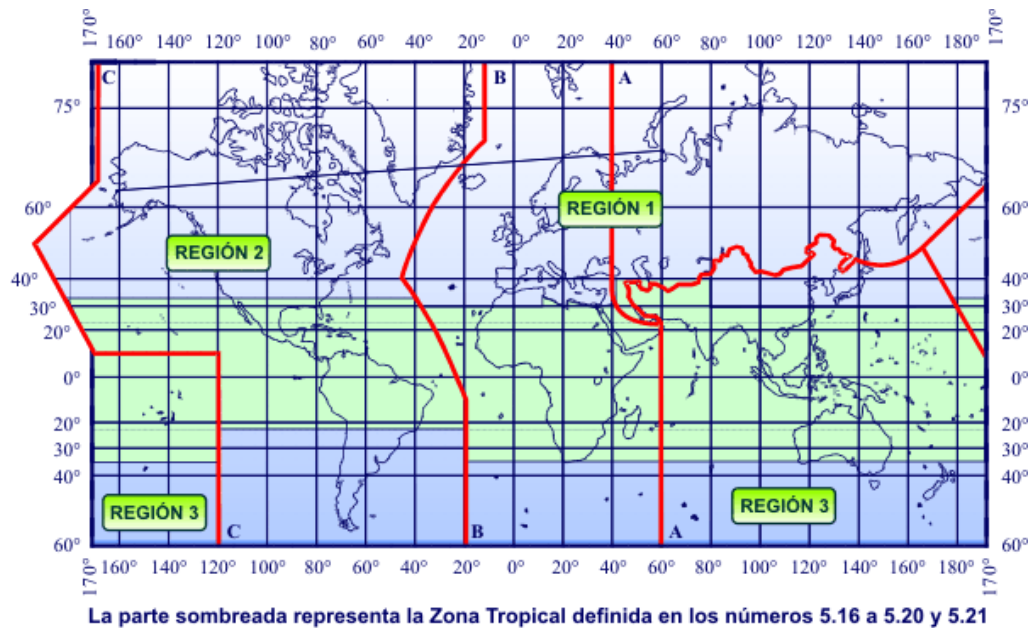 170° 160° 120° 100° 80° 60° 40° 20° 0° 20° 40° 60° 80° 100° 120° 140° 160° 180° 170°
C B A
75° 75°
REGIÓN 1
60° 60°
REGIÓN 2
40° 40°
30° 30°
20° 20°
0° 0°
20° 20°
30° 30°
40° 40°
REGIÓN 3 REGIÓN 3
C B A
60° 60°
170° 160° 120° 100° 80° 60° 40° 20° 0° 20° 40° 60° 80° 100° 120° 140° 160° 180° 170°
La parte sombreada representa la Zona Tropical definida en los números 5.16 a 5.20 y 5.21